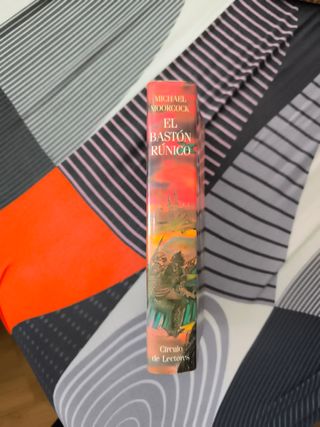 MICHAEL
MOORCOCK
EL
BASTÓN
RÚNICO
Círculo
de Lectores